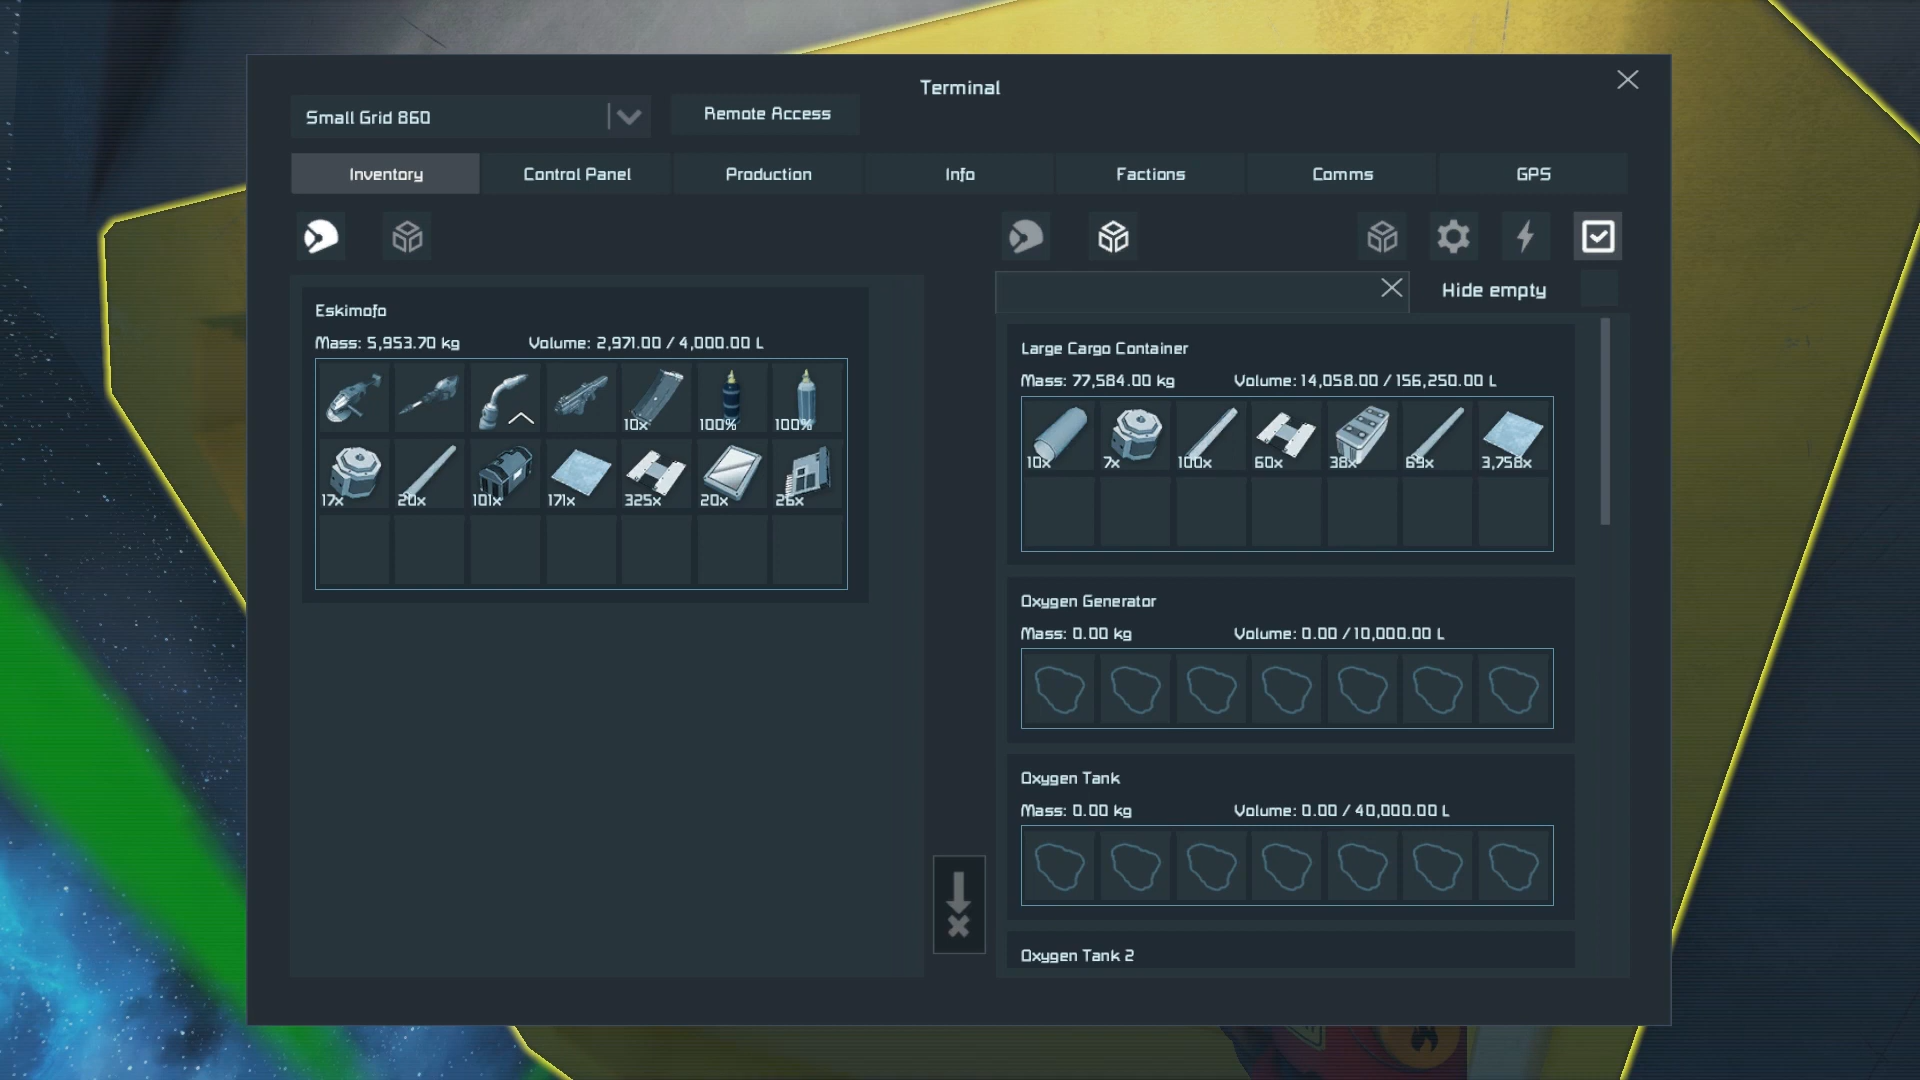 Terminal
Small Grid 860
Remote Access
Inventory
Control Panel
Production
Info
Factions
Comms
GPS
Hide empty
Eskimofo
Mass: 5,953.70 kg
Volume: 2,971.00 / 4,000.00 L
10x
100%
100%
17x
20x
101x
171x
325x
20x
26x
Large Cargo Container
Mass: 77,584.00 kg
Volume: 14,058.00 / 156,250.00 L
10x
7x
100x
60x
38x
69x
3,758x
Oxygen Generator
Mass: 0.00 kg
Volume: 0.00 / 10,000.00 L
Oxygen Tank
Mass: 0.00 kg
Volume: 0.00 / 40,000.00 L
Oxygen Tank 2